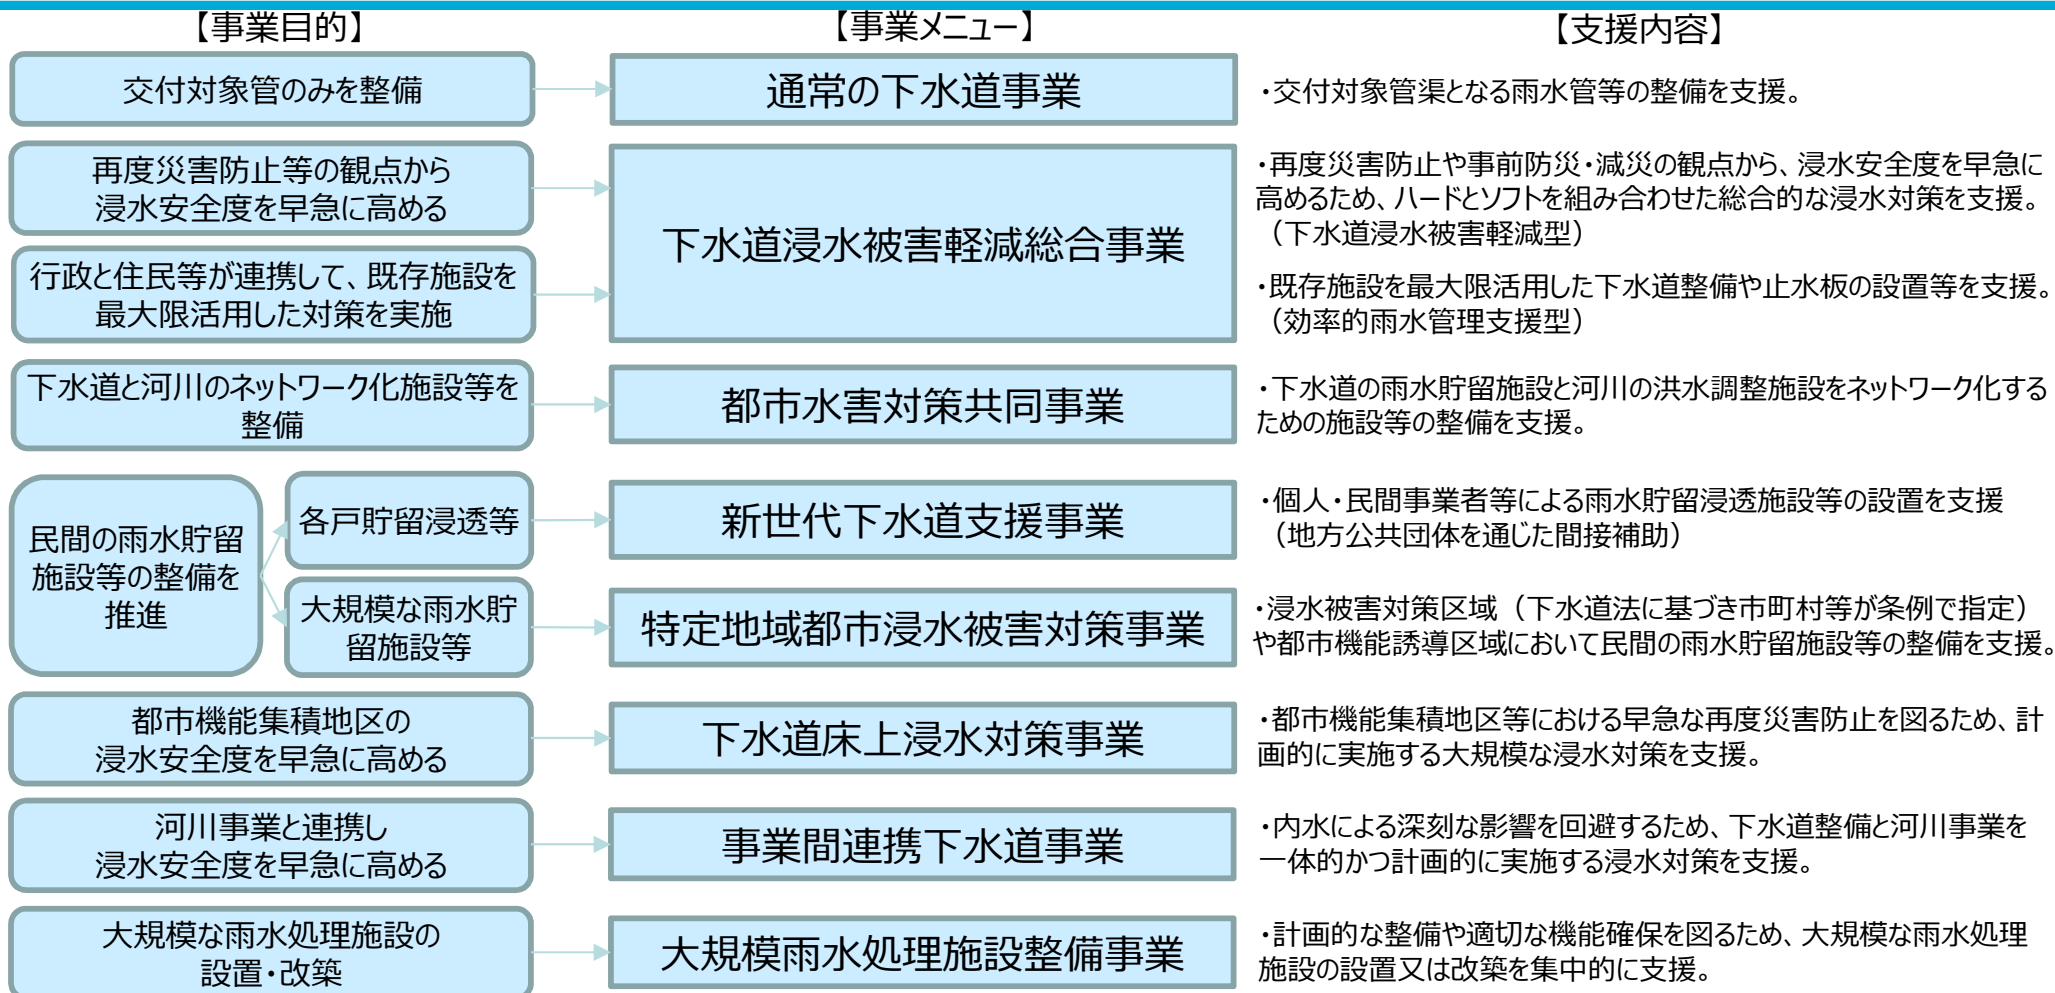 【事業目的】
【事業メニュー】
【支援内容】
交付対象管のみを整備
通常の下水道事業
・交付対象管渠となる雨水管等の整備を支援。
再度災害防止等の観点から
浸水安全度を早急に高める
行政と住民等が連携して、既存施設を
最大限活用した対策を実施
下水道浸水被害軽減総合事業
・再度災害防止や事前防災・減災の観点から、浸水安全度を早急に
高めるため、ハードとソフトを組み合わせた総合的な浸水対策を支援。
（下水道浸水被害軽減型）
・既存施設を最大限活用した下水道整備や止水板の設置等を支援。
（効率的雨水管理支援型）
下水道と河川のネットワーク化施設等を
整備
都市水害対策共同事業
・下水道の雨水貯留施設と河川の洪水調整施設をネットワーク化する
ための施設等の整備を支援。
民間の雨水貯留
施設等の整備を
推進
各戸貯留浸透等
新世代下水道支援事業
・個人・民間事業者等による雨水貯留浸透施設等の設置を支援
（地方公共団体を通じた間接補助）
大規模な雨水貯
留施設等
特定地域都市浸水被害対策事業
・浸水被害対策区域（下水道法に基づき市町村等が条例で指定）
や都市機能誘導区域において民間の雨水貯留施設等の整備を支援。
都市機能集積地区の
浸水安全度を早急に高める
下水道床上浸水対策事業
・都市機能集積地区等における早急な再度災害防止を図るため、計
画的に実施する大規模な浸水対策を支援。
河川事業と連携し
浸水安全度を早急に高める
事業間連携下水道事業
・内水による深刻な影響を回避するため、下水道整備と河川事業を
一体的かつ計画的に実施する浸水対策を支援。
大規模な雨水処理施設の
設置・改築
大規模雨水処理施設整備事業
・計画的な整備や適切な機能確保を図るため、大規模な雨水処理
施設の設置又は改築を集中的に支援。